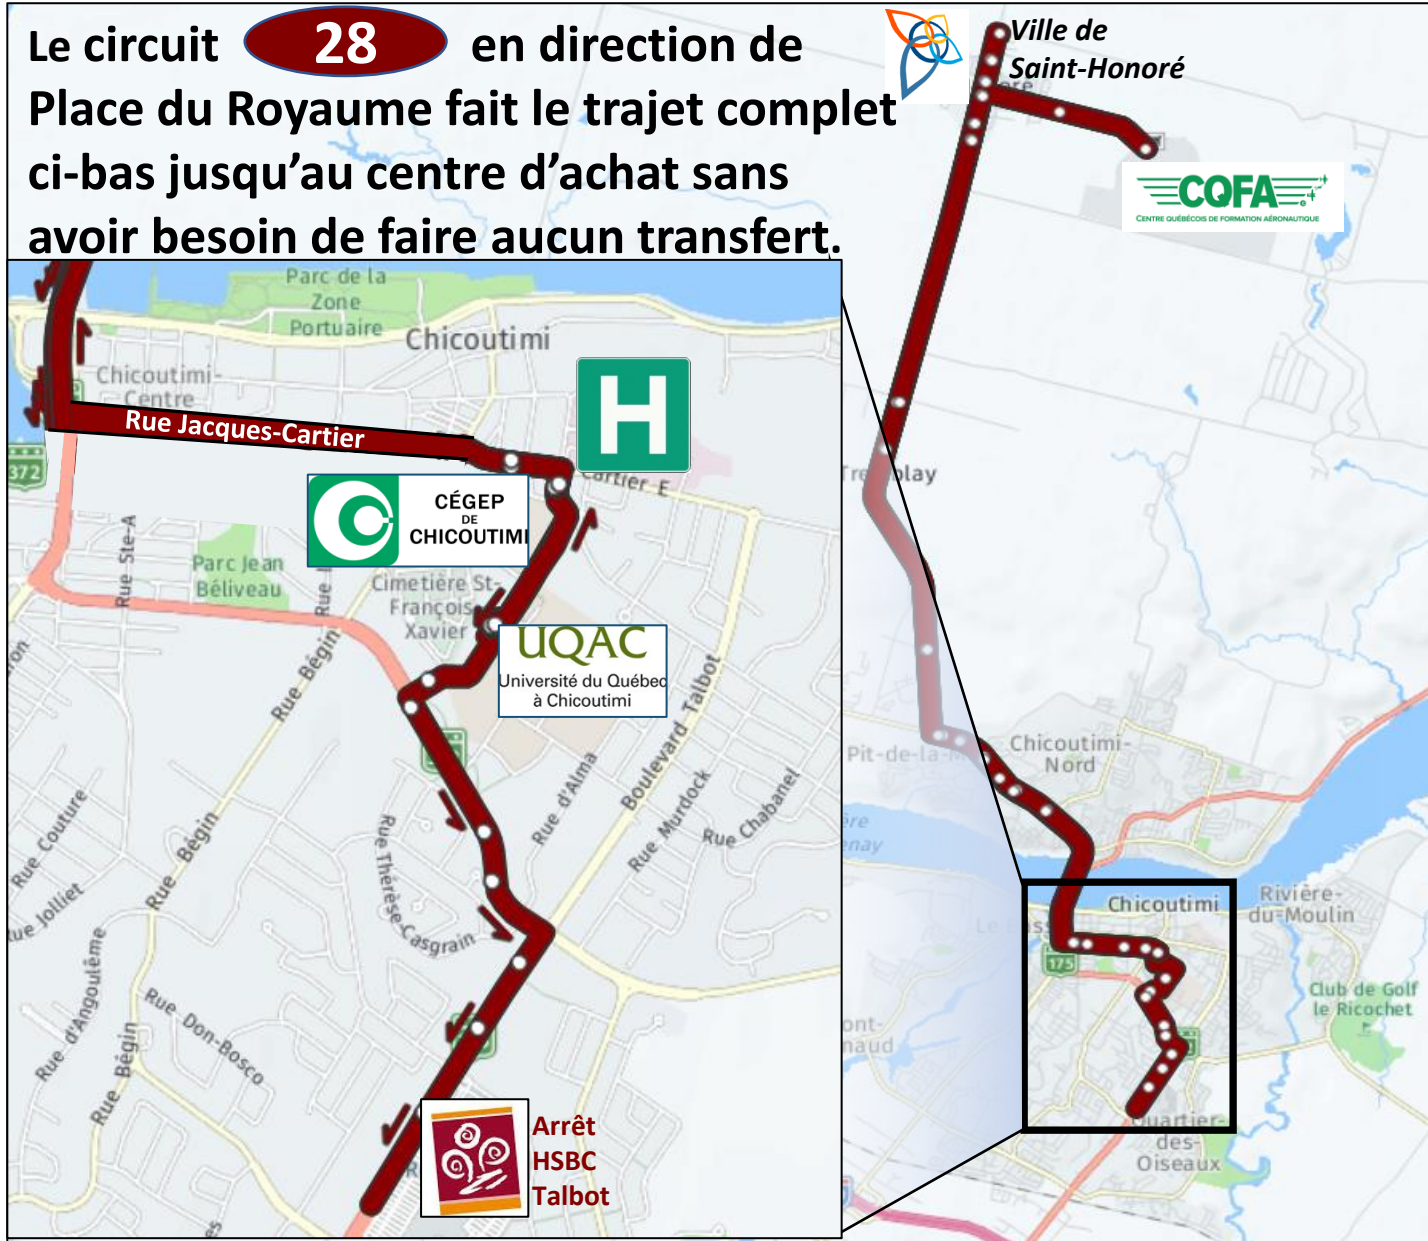 Le circuit 28 en direction de
Place du Royaume fait le trajet complet
ci-bas jusqu’au centre d’achat sans
avoir besoin de faire aucun transfert.
Ville de
Saint-Honoré
CQFA
CENTRE QUÉBÉCOIS DE FORMATION AÉRONAUTIQUE
Parc de la
Zone
Portuaire
Chicoutimi
Chicoutimi-
Centre
Rue Jacques-Cartier
H
372
Cartier E
CÉGEP
DE
CHICOUTIMI
Rue Ste-A
Parc Jean
Béliveau
Cimetière St-
François
Xavier
UQAC
Université du Québec
à Chicoutimi
Rue Bégin
Boulevard Talbot
Rue d'Alma
Rue Murdock
Rue Chabanel
Rue Couture
Rue Bégin
Rue Thérèse-Casgrain
Rue Jolliet
Rue d'Angoulême
Rue Don-Bosco
Rue Bégin
Arrêt
HSBC
Talbot
Chicoutimi-
Nord
Chicoutimi
Rivière-
du-Moulin
175
Club de Golf
le Ricochet
Quartier-
des-
Oiseaux